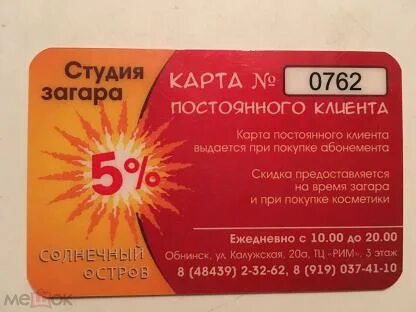 Студия
загара
5%
СОЛНЕЧНЫЙ
ОСТРОВ
КАРТА № 0762
ПОСТОЯННОГО КЛИЕНТА
Карта постоянного клиента
выдается при покупке абонемента
Скидка предоставляется
на время загара
и при покупке косметики
Ежедневно с 10.00 до 20.00
Обнинск, ул. Калужская, 20а, ТЦ «РИМ», 3 этаж
8 (48439) 2-32-62, 8 (919) 037-41-10
Мешок